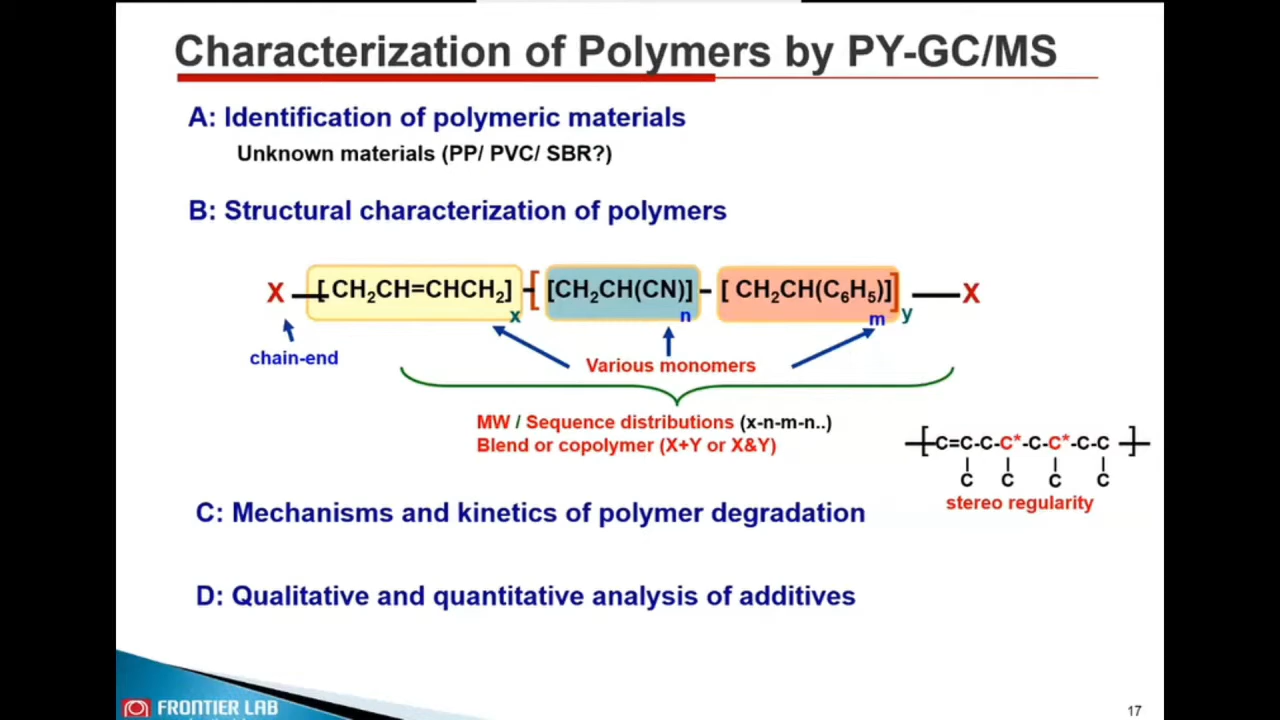 Characterization of Polymers by PY-GC/MS
A: Identification of polymeric materials
Unknown materials (PP/ PVC/ SBR?)
B: Structural characterization of polymers
X—[ CH₂CH=CHCH₂]x-[ [CH₂CH(CN)]n–[ CH₂CH(C₆H₅)]m]y—X
chain-end
Various monomers
MW / Sequence distributions (x-n-m-n..)
Blend or copolymer (X+Y or X&Y)
[C=C-C-C*-C-C*-C-C]
C C C C
stereo regularity
C: Mechanisms and kinetics of polymer degradation
D: Qualitative and quantitative analysis of additives
FRONTIER LAB
17